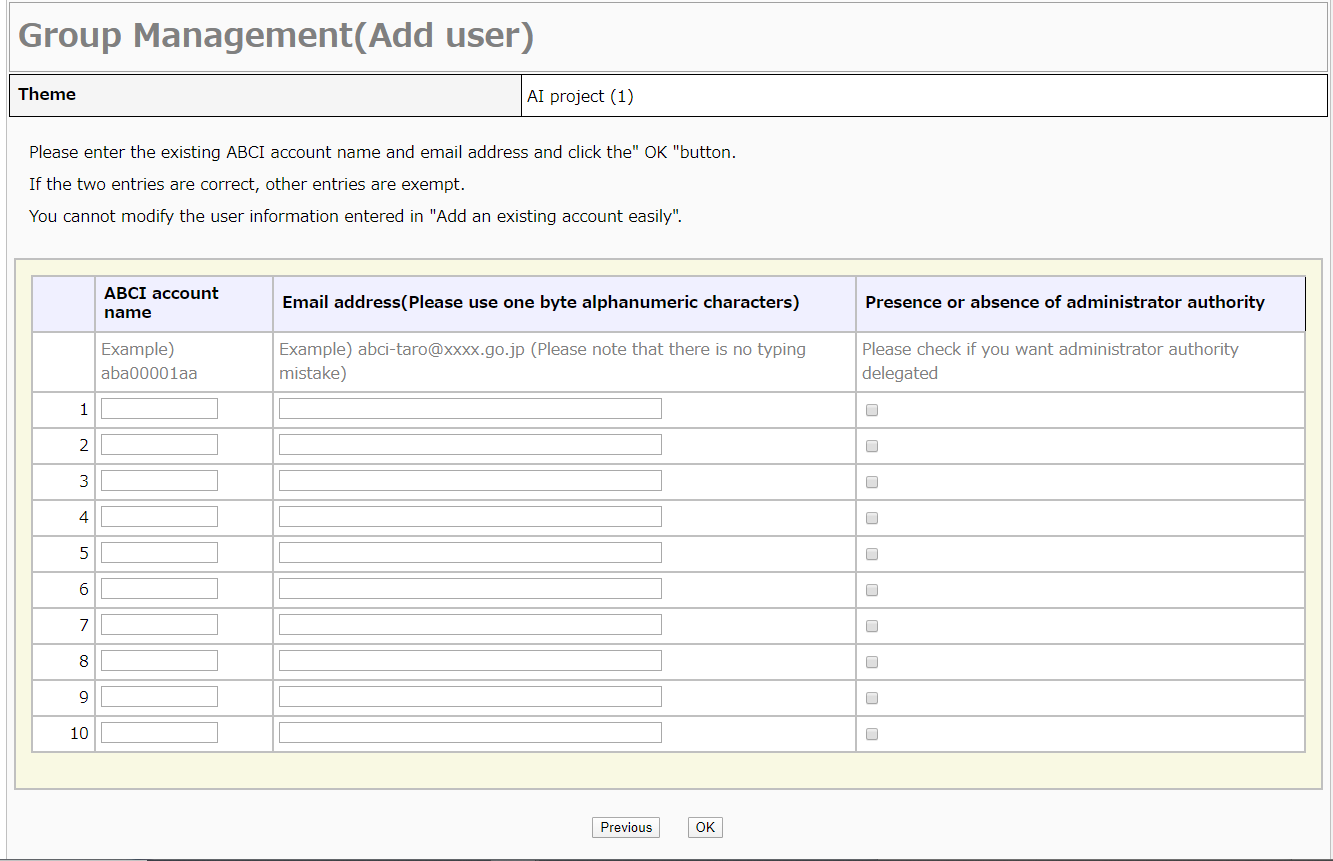 Group Management(Add user)
Theme
AI project (1)
Please enter the existing ABCI account name and email address and click the" OK "button.
If the two entries are correct, other entries are exempt.
You cannot modify the user information entered in "Add an existing account easily".
ABCI account
name
Email address(Please use one byte alphanumeric characters)
Presence or absence of administrator authority
Example)
aba00001aa
Example) abci-taro@xxxx.go.jp (Please note that there is no typing
mistake)
Please check if you want administrator authority
delegated
1
2
3
4
5
6
7
8
9
10
Previous
OK